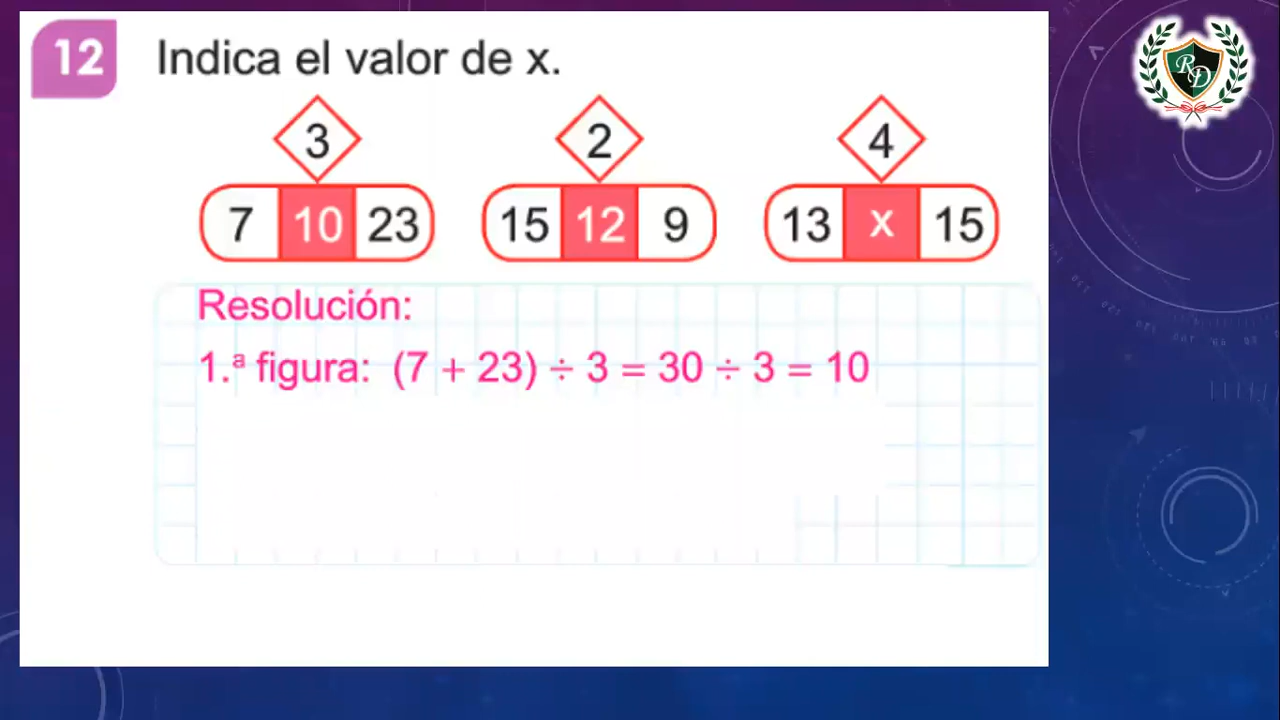 12 Indica el valor de x.
3 2 4
7 10 23 15 12 9 13 x 15
Resolución:
1.ª figura: (7 + 23) ÷ 3 = 30 ÷ 3 = 10
RD